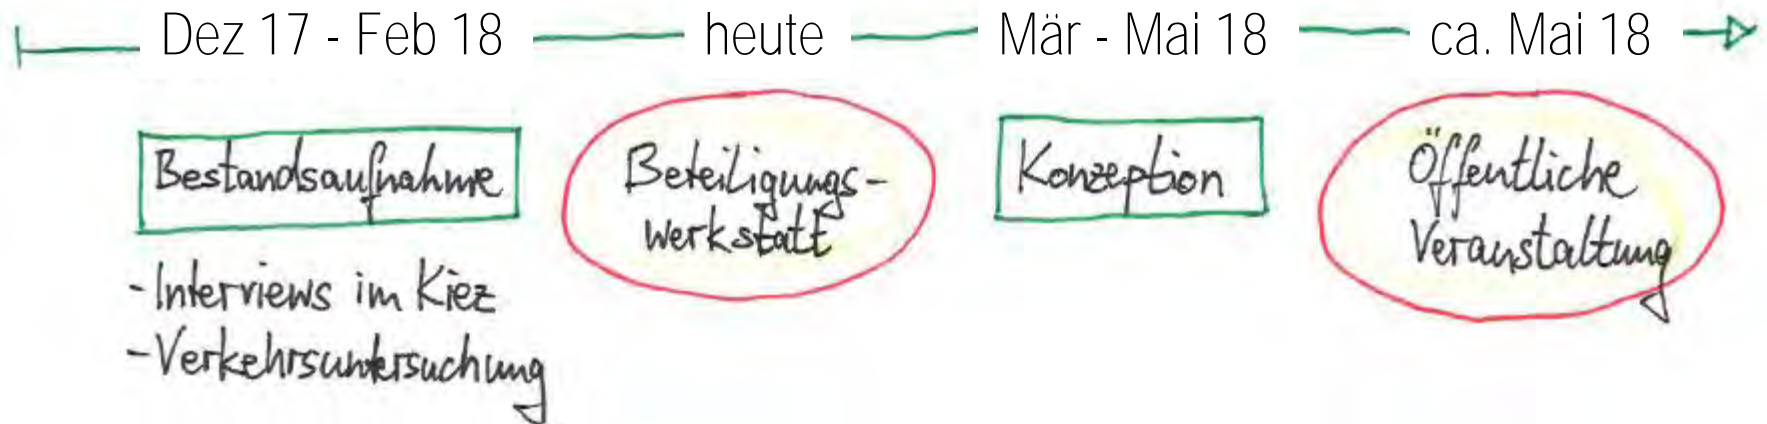 Dez 17 - Feb 18 heute Mär - Mai 18 ca. Mai 18
Bestandsaufnahme
- Interviews im Kiez
- Verkehrsuntersuchung
Beteiligungs-
werkstatt
Konzeption
Öffentliche
Veranstaltung